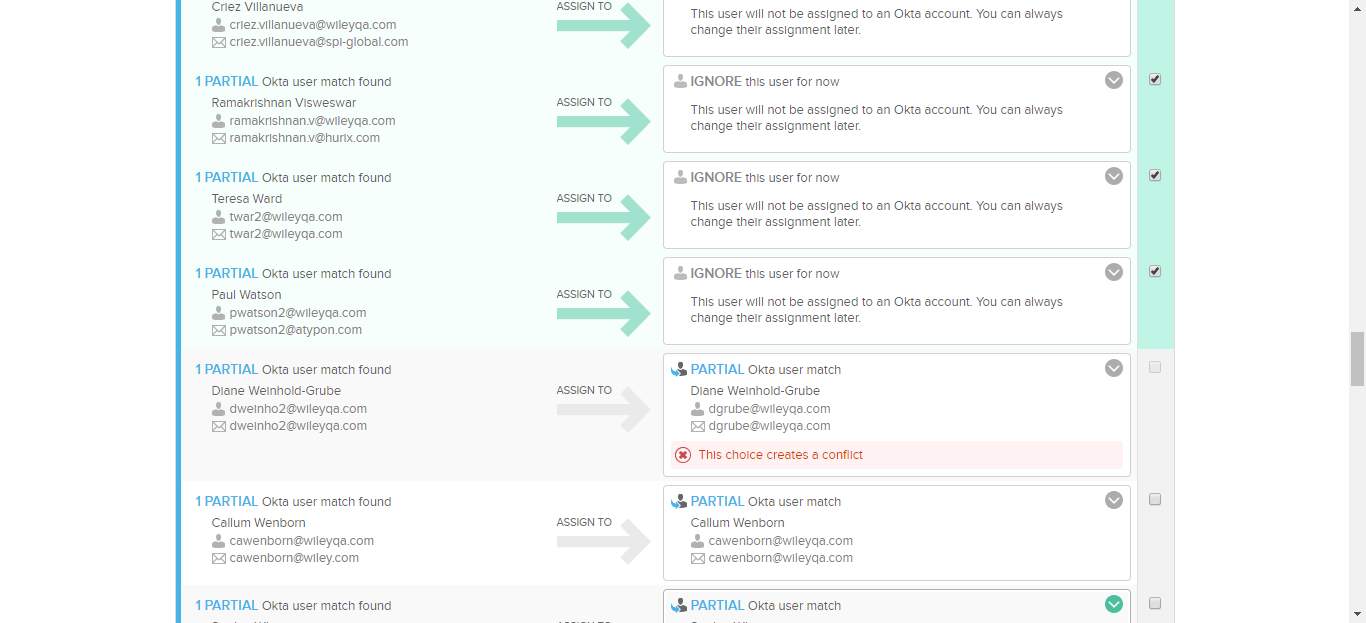 Criez Villanueva
criez.villanueva@wileyqa.com
criez.villanueva@spi-global.com
ASSIGN TO
This user will not be assigned to an Okta account. You can always
change their assignment later.
1 PARTIAL Okta user match found
Ramakrishnan Visweswar
ramakrishnan.v@wileyqa.com
ramakrishnan.v@hurix.com
ASSIGN TO
IGNORE this user for now
This user will not be assigned to an Okta account. You can always
change their assignment later.
1 PARTIAL Okta user match found
Teresa Ward
twar2@wileyqa.com
twar2@wileyqa.com
ASSIGN TO
IGNORE this user for now
This user will not be assigned to an Okta account. You can always
change their assignment later.
1 PARTIAL Okta user match found
Paul Watson
pwatson2@wileyqa.com
pwatson2@atypon.com
ASSIGN TO
IGNORE this user for now
This user will not be assigned to an Okta account. You can always
change their assignment later.
1 PARTIAL Okta user match found
Diane Weinhold-Grube
dweinho2@wileyqa.com
dweinho2@wileyqa.com
ASSIGN TO
PARTIAL Okta user match
Diane Weinhold-Grube
dgrube@wileyqa.com
dgrube@wileyqa.com
This choice creates a conflict
1 PARTIAL Okta user match found
Callum Wenborn
cawenborn@wileyqa.com
cawenborn@wiley.com
ASSIGN TO
PARTIAL Okta user match
Callum Wenborn
cawenborn@wileyqa.com
cawenborn@wileyqa.com
1 PARTIAL Okta user match found
PARTIAL Okta user match